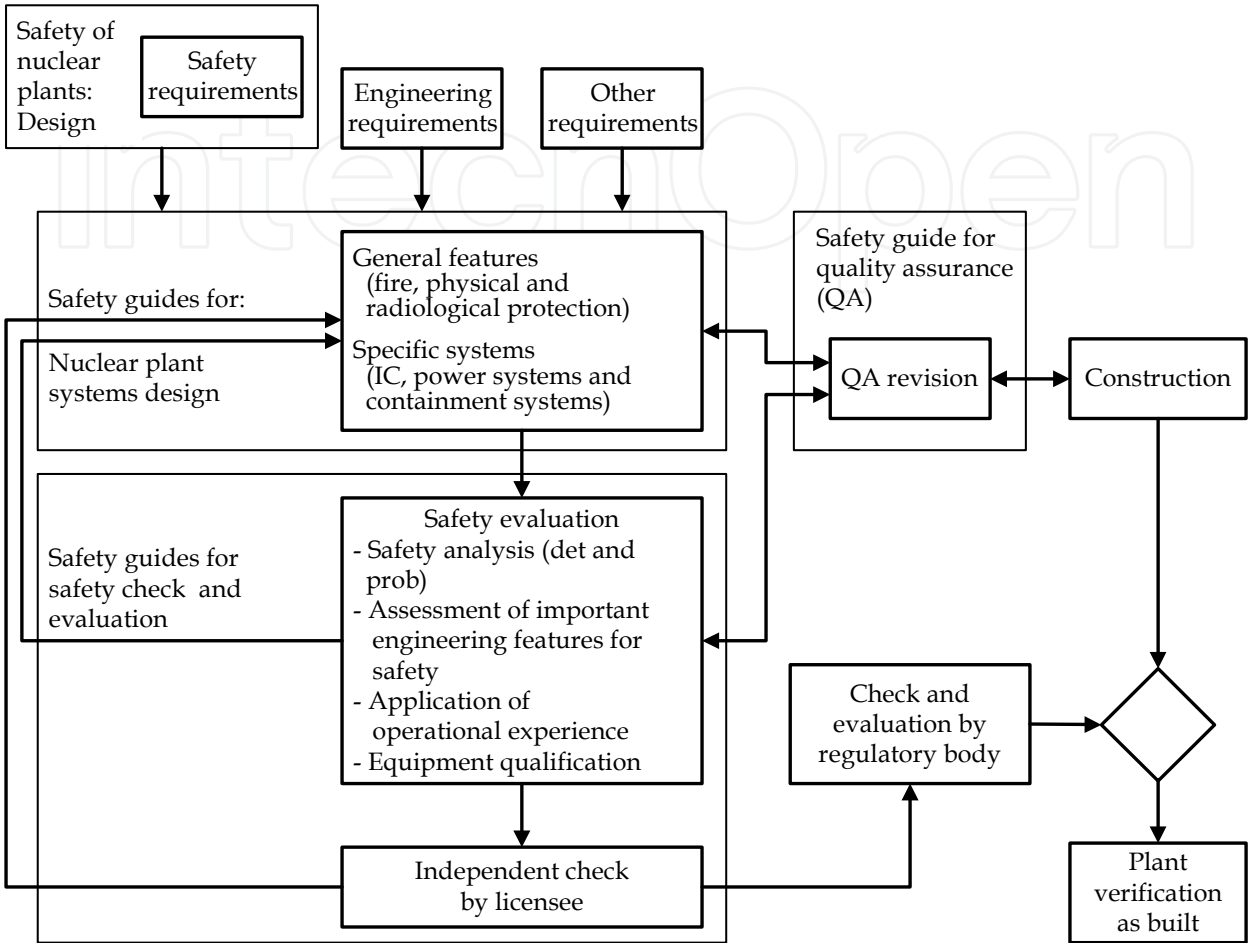 Safety of
nuclear
plants:
Design
Safety
requirements
Engineering
requirements
Other
requirements
IntechOpen
Safety guides for:
Nuclear plant
systems design
General features
(fire, physical and
radiological protection)
Specific systems
(IC, power systems and
containment systems)
Safety guide for
quality assurance
(QA)
QA revision
Construction
Safety guides for
safety check and
evaluation
Safety evaluation
- Safety analysis (det and
prob)
- Assessment of important
engineering features for
safety
- Application of
operational experience
- Equipment qualification
Independent check
by licensee
Check and
evaluation by
regulatory body
Plant
verification
as built